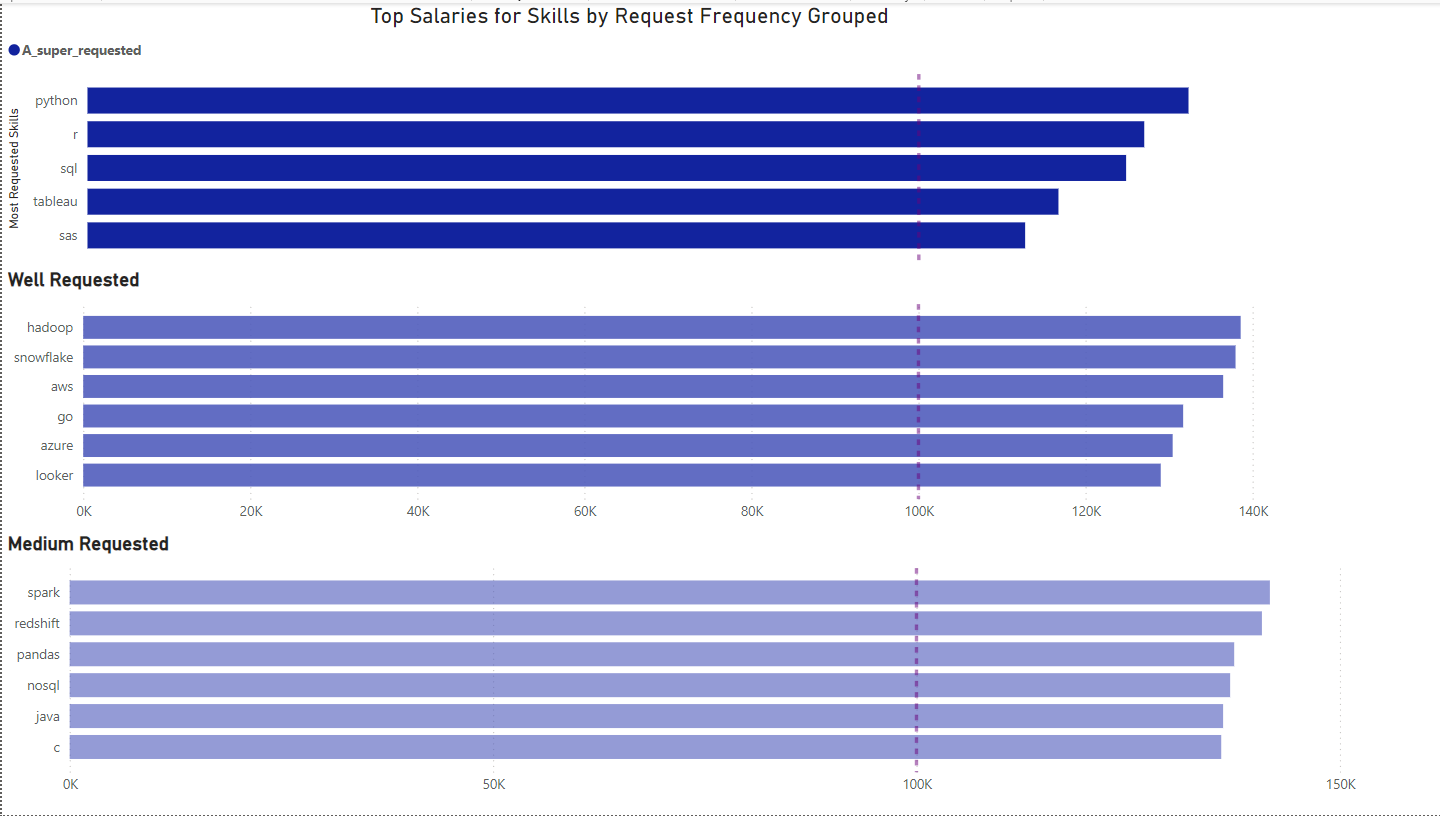 Top Salaries for Skills by Request Frequency Grouped
A_super_requested
Most Requested Skills
python
r
sql
tableau
sas
Well Requested
hadoop
snowflake
aws
go
azure
looker
0K 20K 40K 60K 80K 100K 120K 140K
Medium Requested
spark
redshift
pandas
nosql
java
c
0K 50K 100K 150K